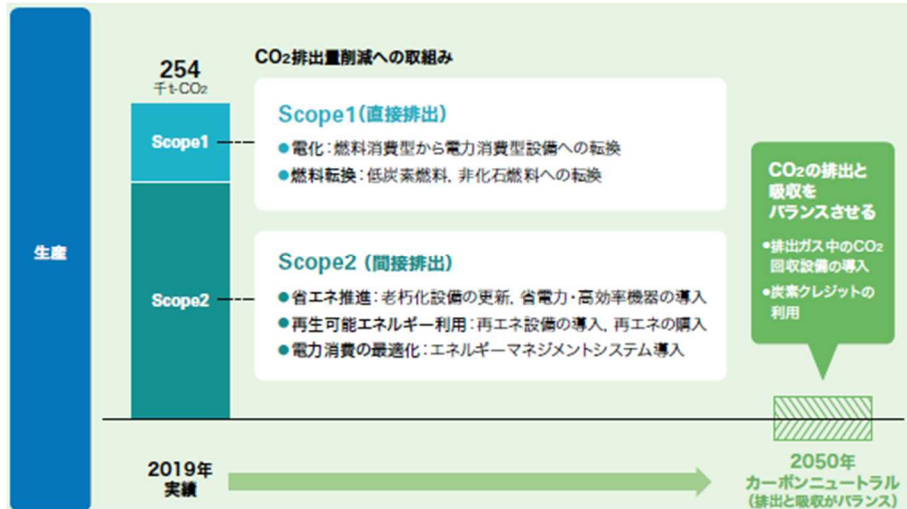 生産
254
千t-CO2
Scope1
Scope2
CO2排出量削減への取組み
Scope1(直接排出)
●電化：燃料消費型から電力消費型設備への転換
●燃料転換：低炭素燃料，非化石燃料への転換
Scope2 (間接排出)
●省エネ推進：老朽化設備の更新，省電力・高効率機器の導入
●再生可能エネルギー利用：再エネ設備の導入，再エネの購入
●電力消費の最適化：エネルギーマネジメントシステム導入
CO2の排出と
吸収を
バランスさせる
●排出ガス中のCO2
回収設備の導入
●炭素クレジットの
利用
2019年
実績
2050年
カーボンニュートラル
(排出と吸収がバランス)